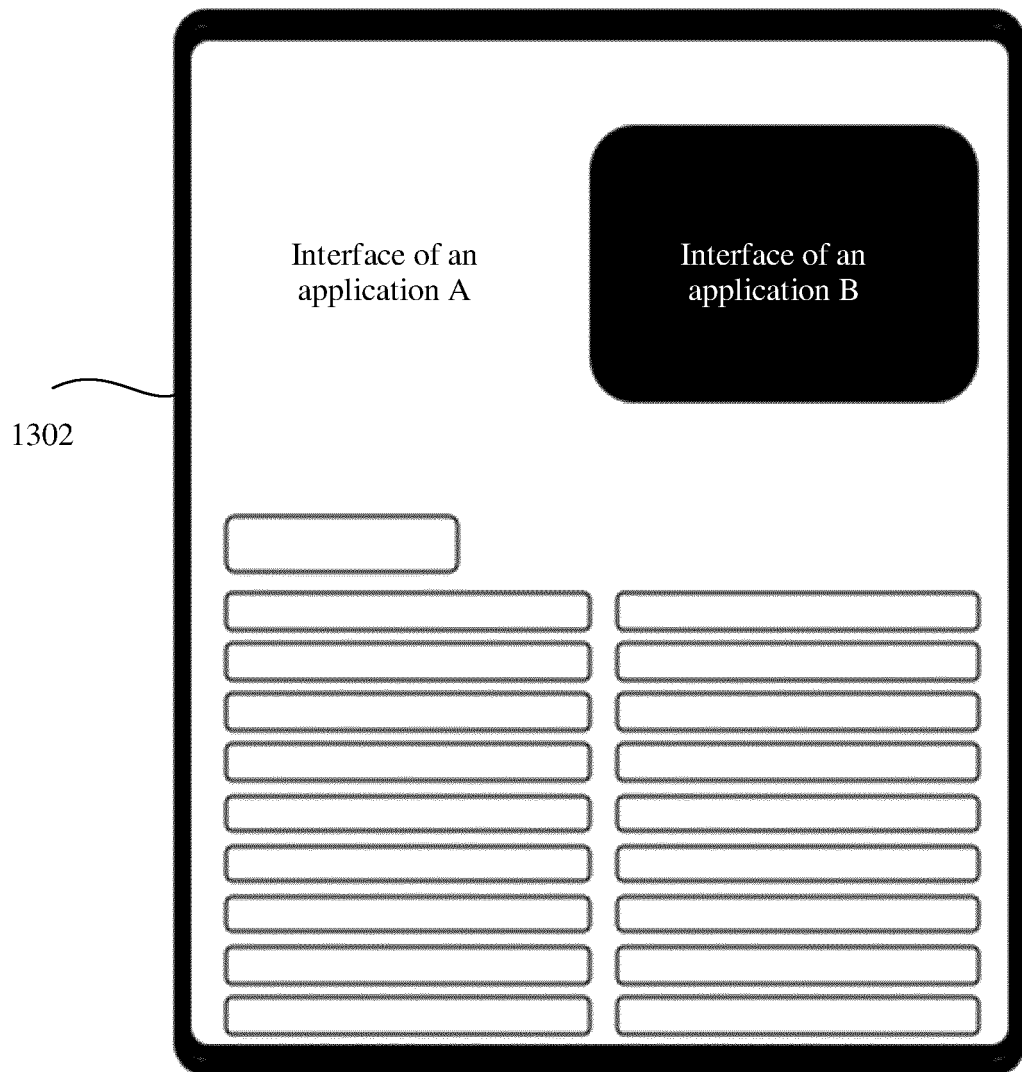 Interface of an
application A
Interface of an
application B
1302